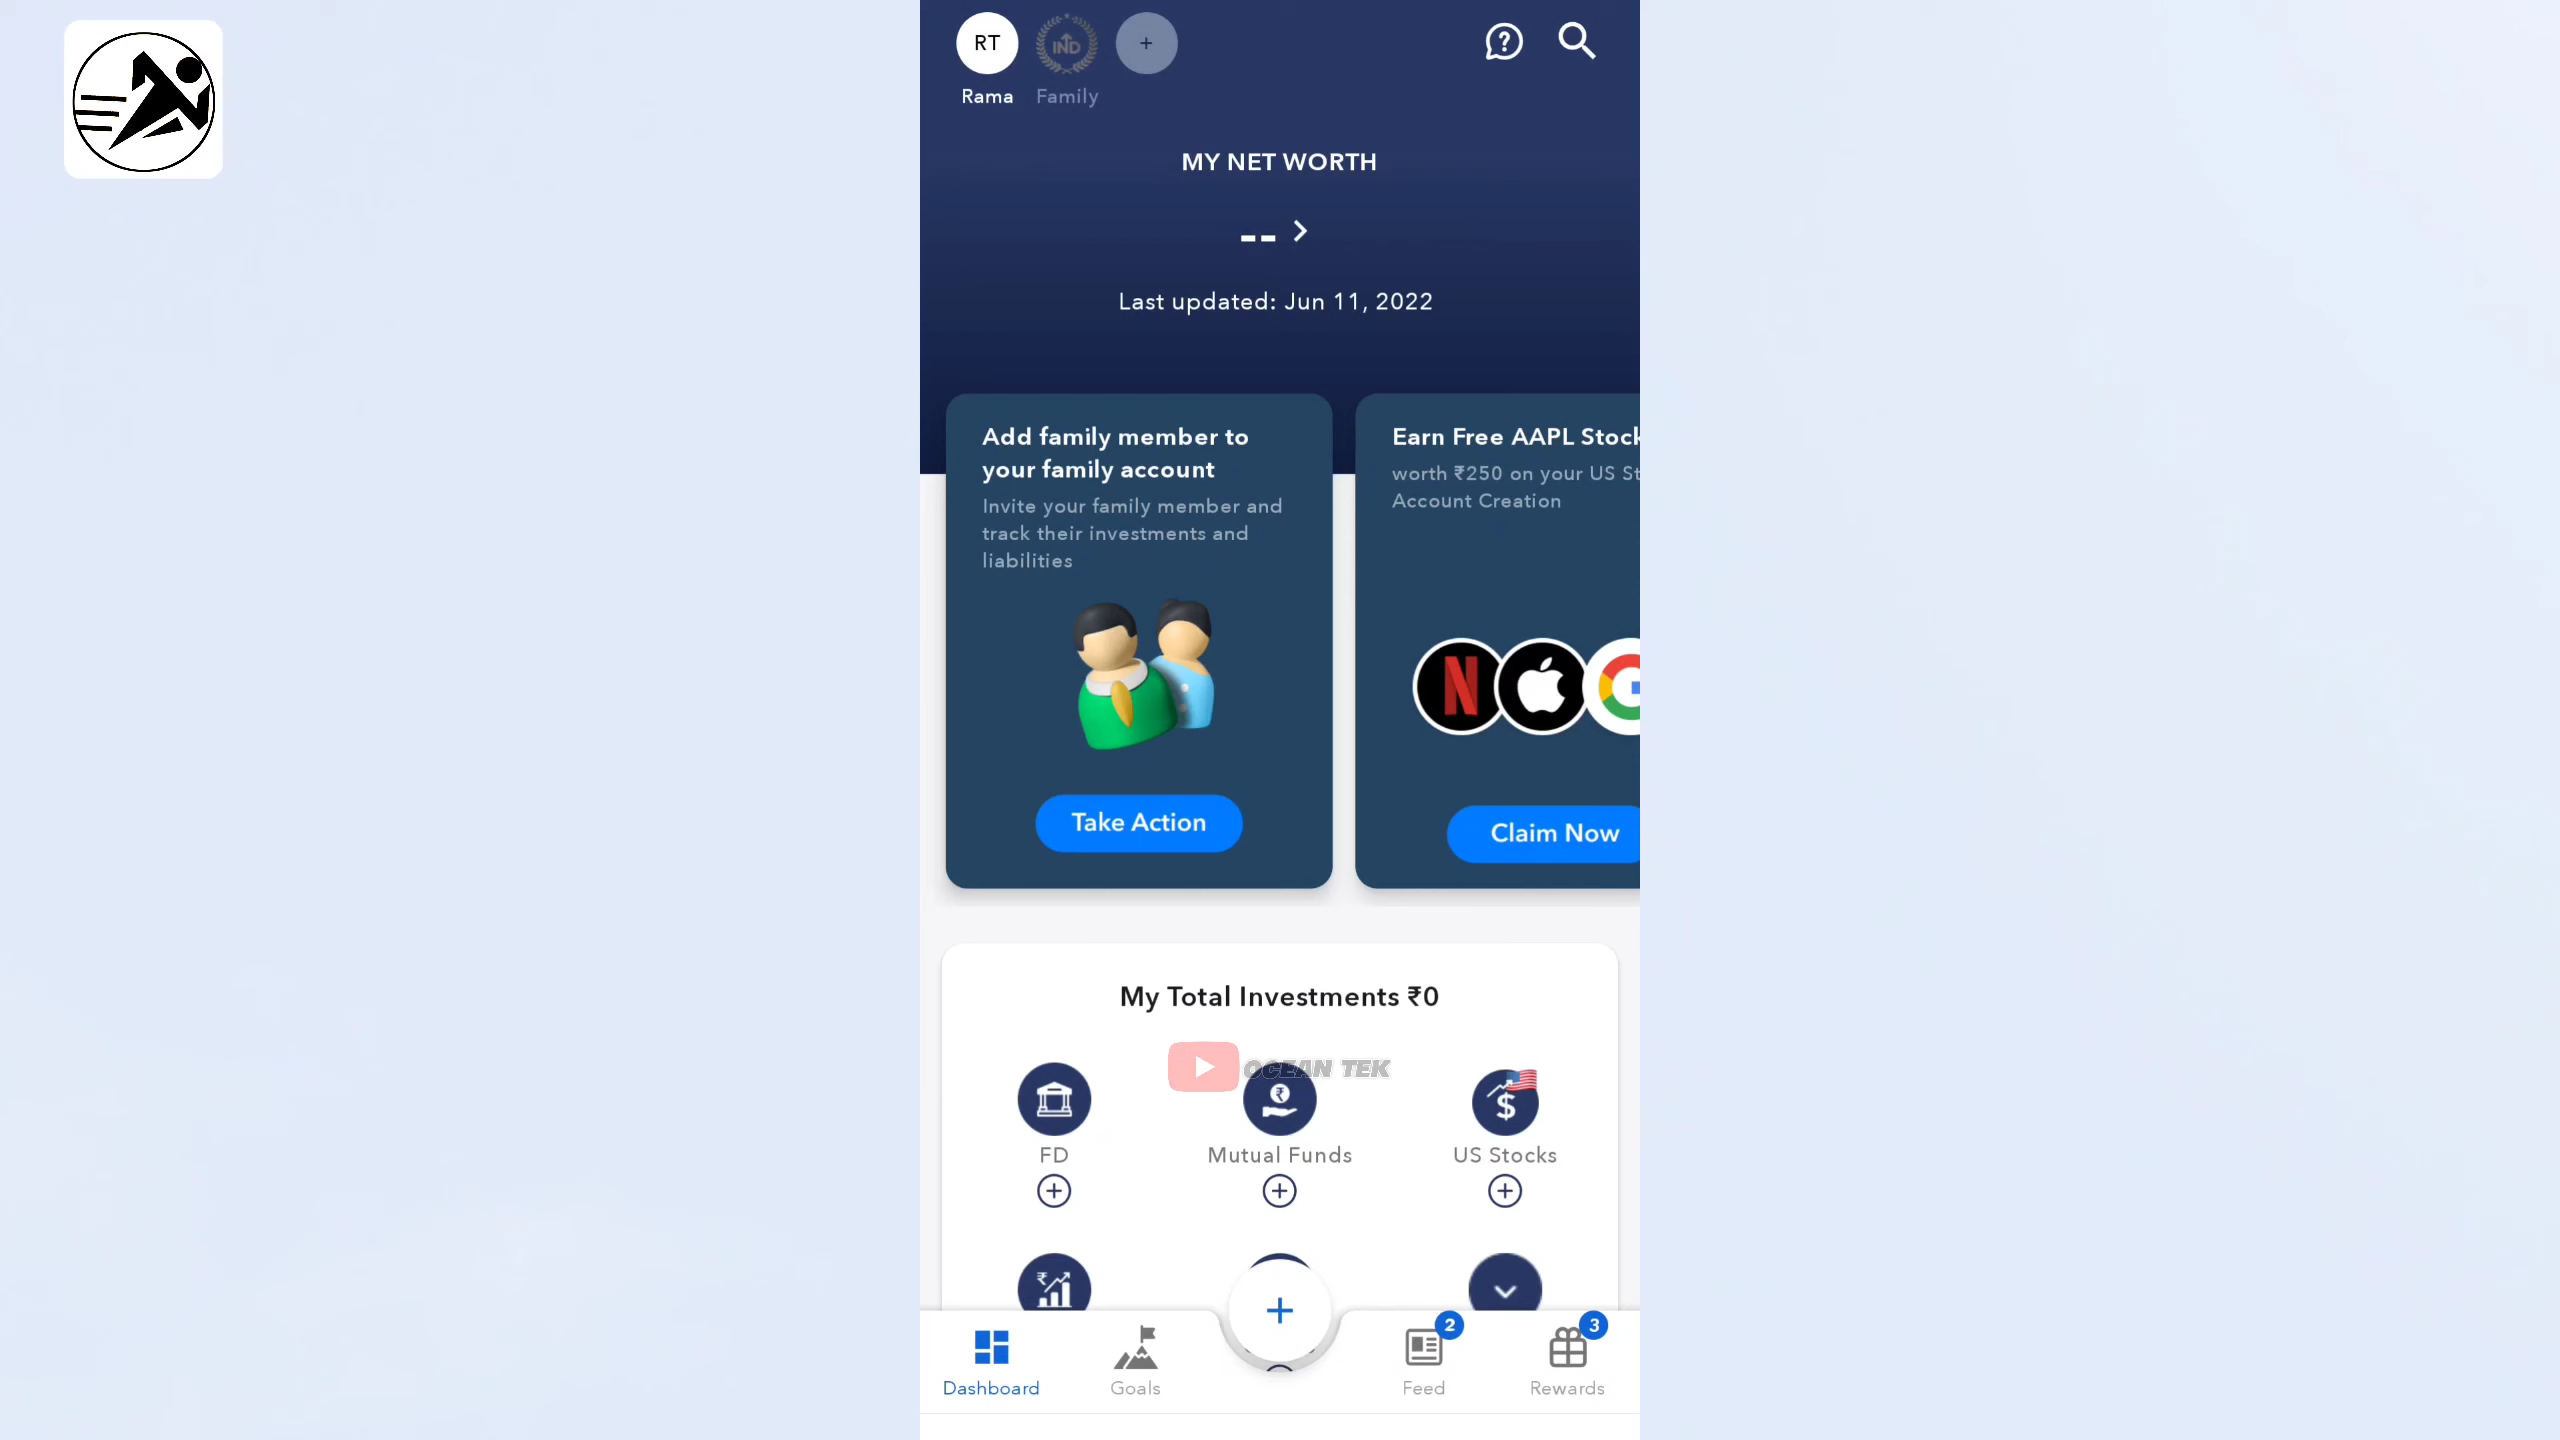 RT
IND
+
Rama
Family
MY NET WORTH
-- >
Last updated: Jun 11, 2022
Add family member to
your family account
Invite your family member and
track their investments and
liabilities
Take Action
Earn Free AAPL Stock
worth ₹250 on your US St
Account Creation
N
Claim Now
My Total Investments ₹0
OCEAN TEK
FD
Mutual Funds
US Stocks
+
Dashboard
Goals
2
Feed
3
Rewards